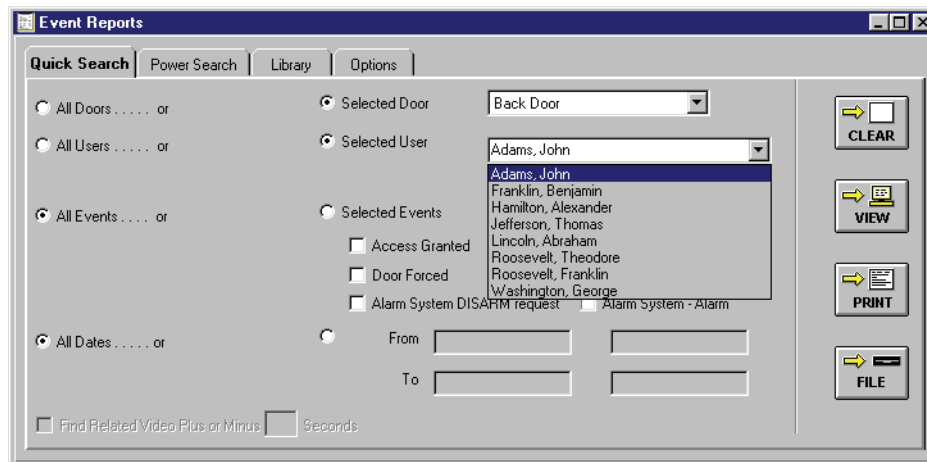 Event Reports
Quick Search Power Search Library Options
All Doors . . . . . or Selected Door Back Door
CLEAR
All Users . . . . . or Selected User Adams, John
Adams, John
Franklin, Benjamin
Hamilton, Alexander
Jefferson, Thomas
Lincoln, Abraham
Roosevelt, Theodore
Roosevelt, Franklin
Washington, George
VIEW
All Events . . . . or Selected Events
Access Granted
Door Forced
Alarm System DISARM request Alarm System - Alarm
PRINT
All Dates . . . . . or From
To
FILE
Find Related Video Plus or Minus Seconds